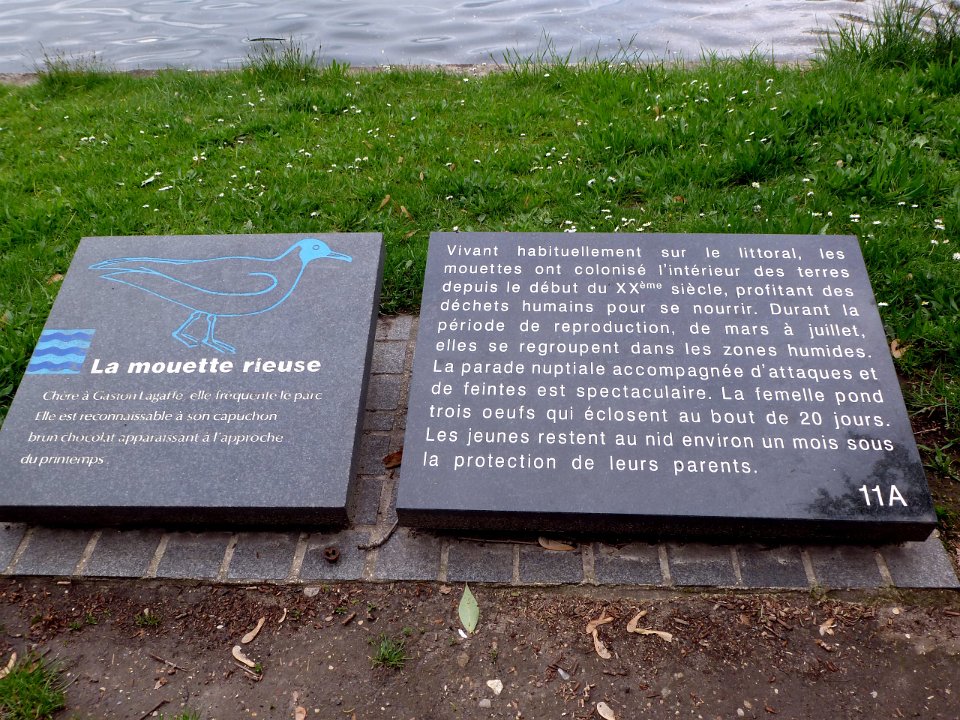 La mouette rieuse
Chère à Gaston Lagaffe, elle fréquente le parc
Elle est reconnaissable à son capuchon
brun chocolat apparaissant à l'approche
du printemps
Vivant habituellement sur le littoral, les
mouettes ont colonisé l'intérieur des terres
depuis le début du XXème siècle, profitant des
déchets humains pour se nourrir. Durant la
période de reproduction, de mars à juillet,
elles se regroupent dans les zones humides.
La parade nuptiale accompagnée d'attaques et
de feintes est spectaculaire. La femelle pond
trois oeufs qui éclosent au bout de 20 jours.
Les jeunes restent au nid environ un mois sous
la protection de leurs parents.
11A